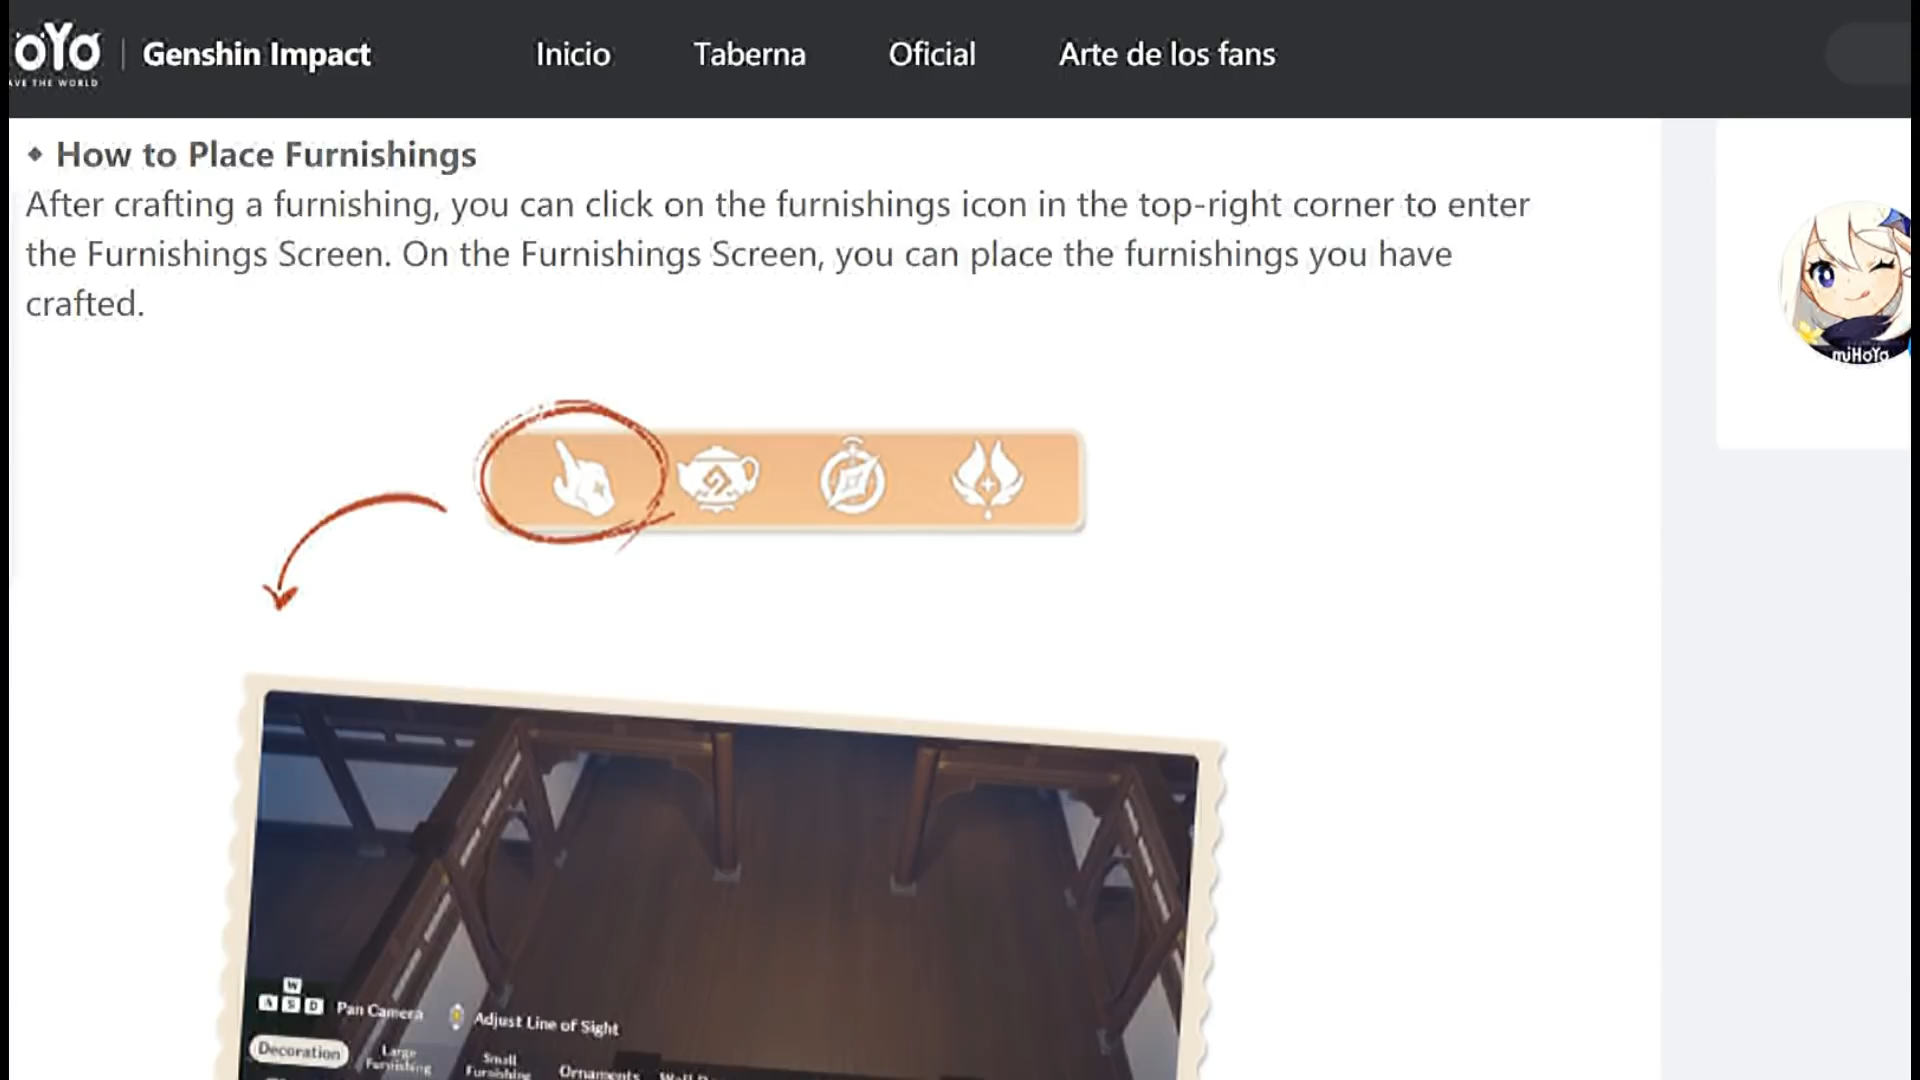 oYo
AVE THE WORLD
Genshin Impact
Inicio
Taberna
Oficial
Arte de los fans
How to Place Furnishings
After crafting a furnishing, you can click on the furnishings icon in the top-right corner to enter
the Furnishings Screen. On the Furnishings Screen, you can place the furnishings you have
crafted.
miHoYo
W
A S D Pan Camera
Adjust Line of Sight
Decoration
Large
Furnishing
Small
Furnishing
Ornaments